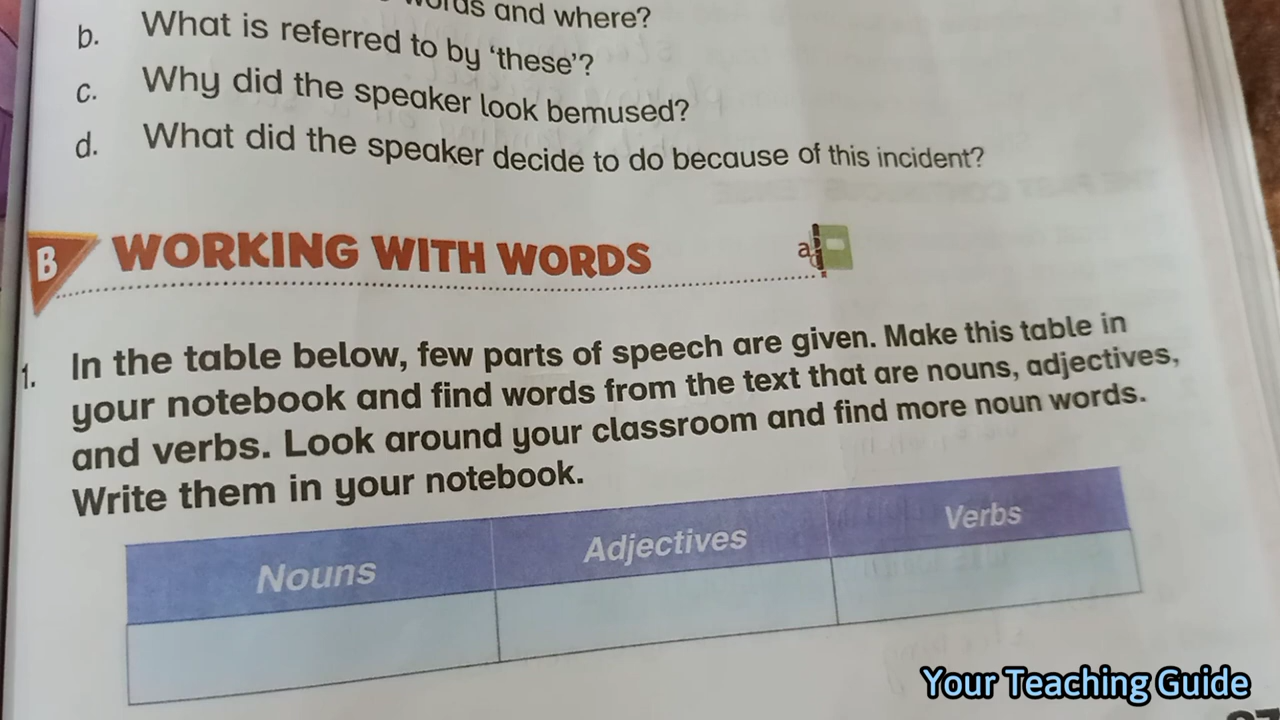 words and where?
b. What is referred to by ‘these’?
c. Why did the speaker look bemused?
d. What did the speaker decide to do because of this incident?
B WORKING WITH WORDS
1. In the table below, few parts of speech are given. Make this table in
your notebook and find words from the text that are nouns, adjectives,
and verbs. Look around your classroom and find more noun words.
Write them in your notebook.
Nouns Adjectives Verbs
Your Teaching Guide